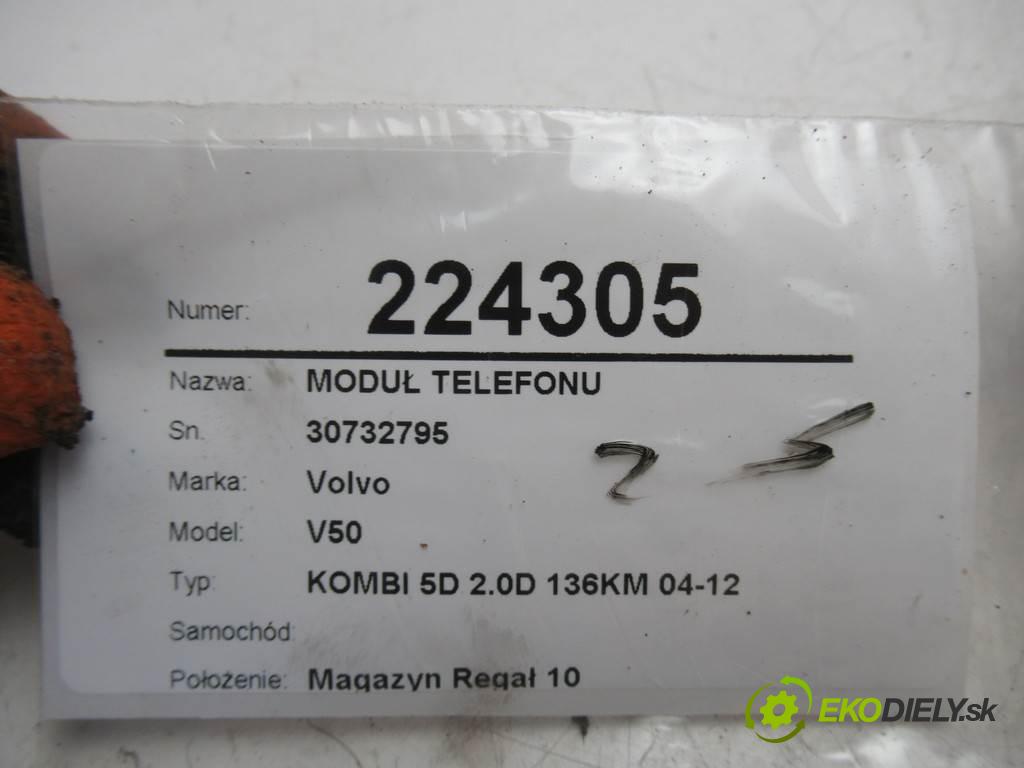 Numer: 224305
Nazwa: MODUŁ TELEFONU
Sn. 30732795
Marka: Volvo
Model: V50
Typ: KOMBI 5D 2.0D 136KM 04-12
Samochód:
Położenie: Magazyn Regał 10
25
EKODIELY.sk